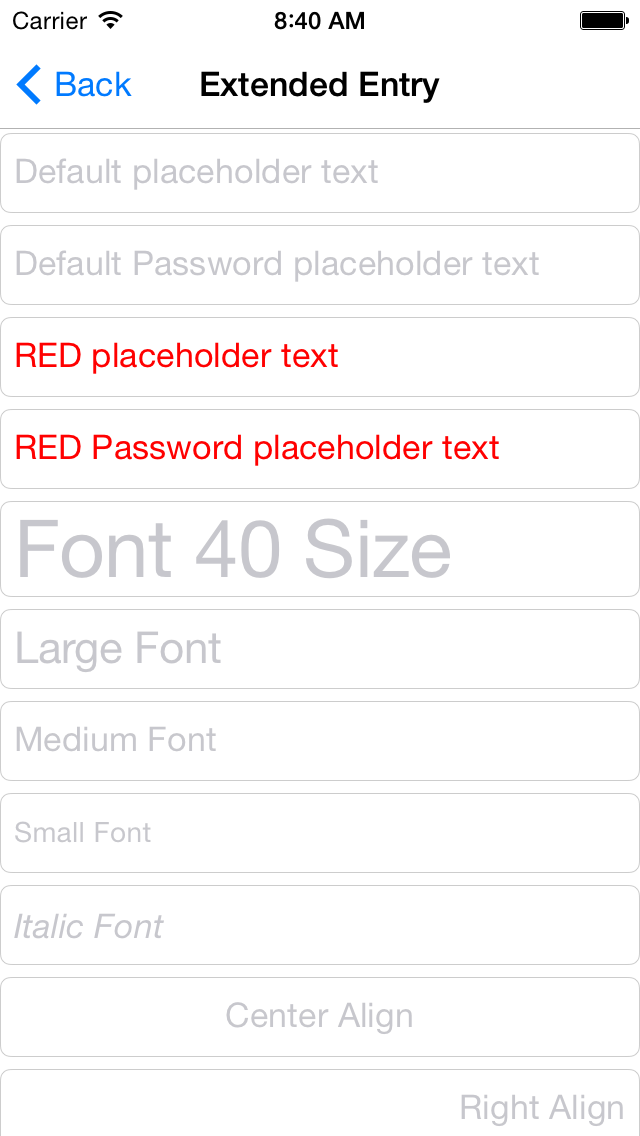 Carrier 8:40 AM
Back Extended Entry
Default placeholder text
Default Password placeholder text
RED placeholder text
RED Password placeholder text
Font 40 Size
Large Font
Medium Font
Small Font
Italic Font
Center Align
Right Align